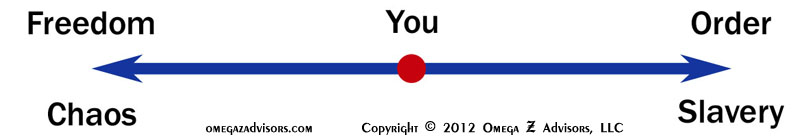 Freedom You Order
Chaos Slavery
omegazadvisors.com Copyright © 2012 Omega Z Advisors, LLC